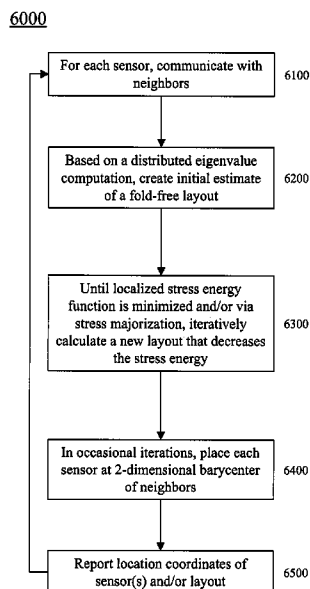 6000
For each sensor, communicate with
neighbors
6100
Based on a distributed eigenvalue
computation, create initial estimate
of a fold-free layout
6200
Until localized stress energy
function is minimized and/or via
stress majorization, iteratively
calculate a new layout that decreases
the stress energy
6300
In occasional iterations, place each
sensor at 2-dimensional barycenter
of neighbors
6400
Report location coordinates of
sensor(s) and/or layout
6500